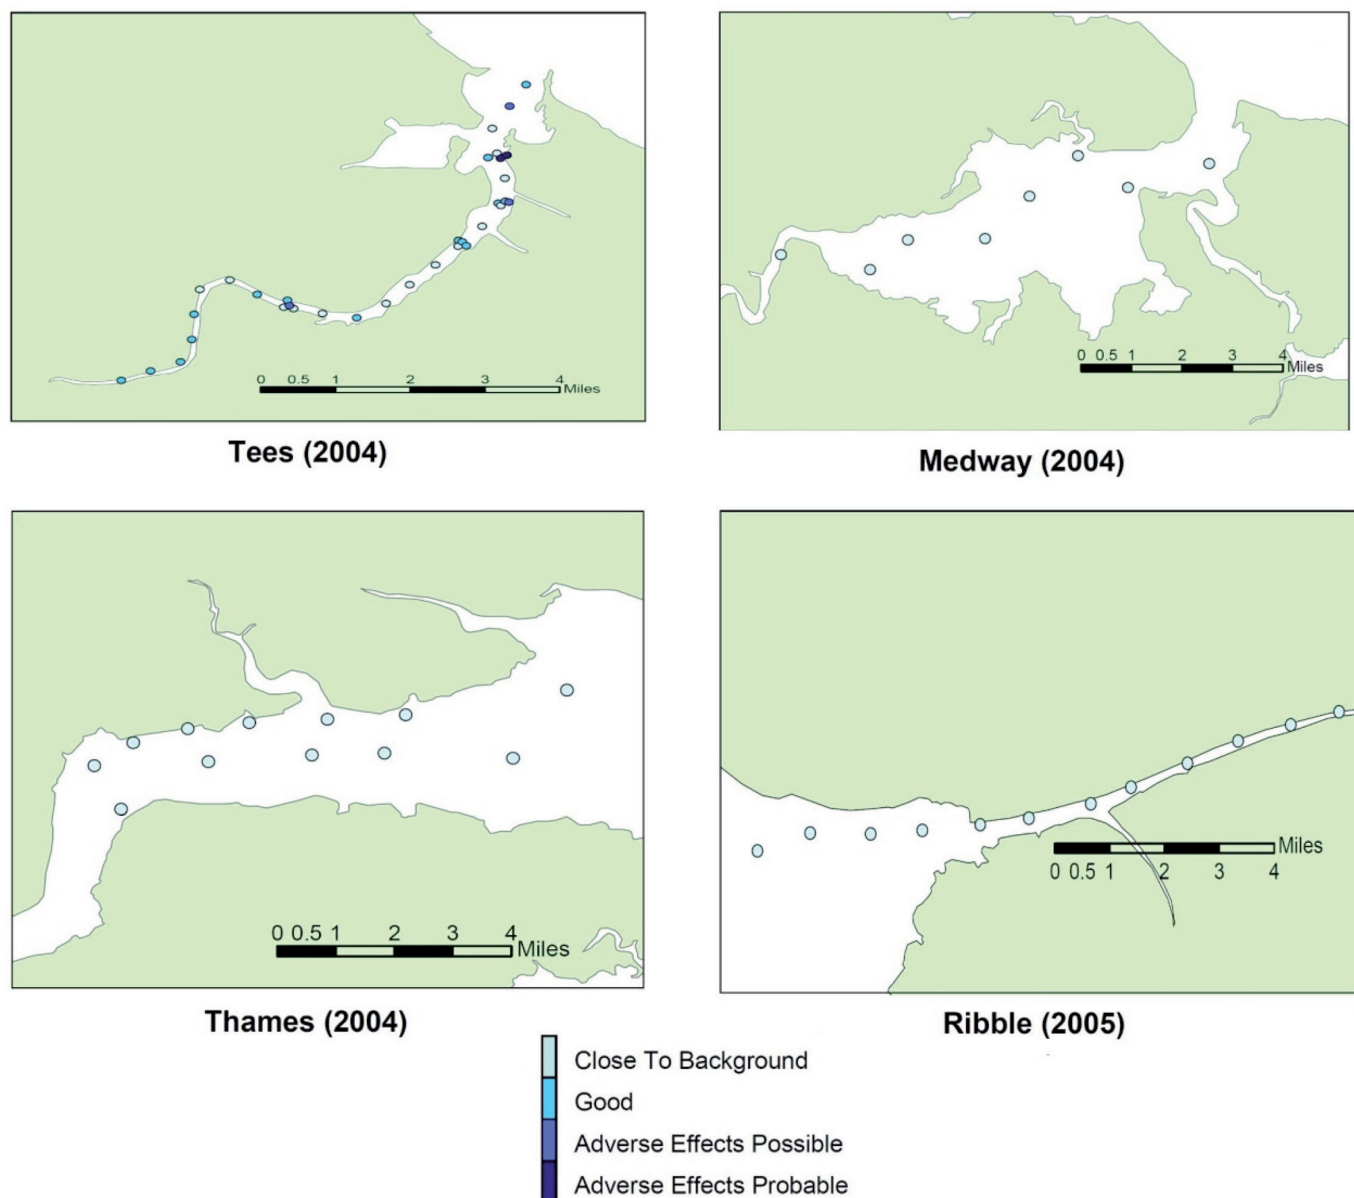 0 0.5 1 2 3 4 Miles
Tees (2004)
0 0.5 1 2 3 4 Miles
Medway (2004)
0 0.5 1 2 3 4 Miles
Thames (2004)
Miles
0 0.5 1 2 3 4
Ribble (2005)
Close To Background
Good
Adverse Effects Possible
Adverse Effects Probable